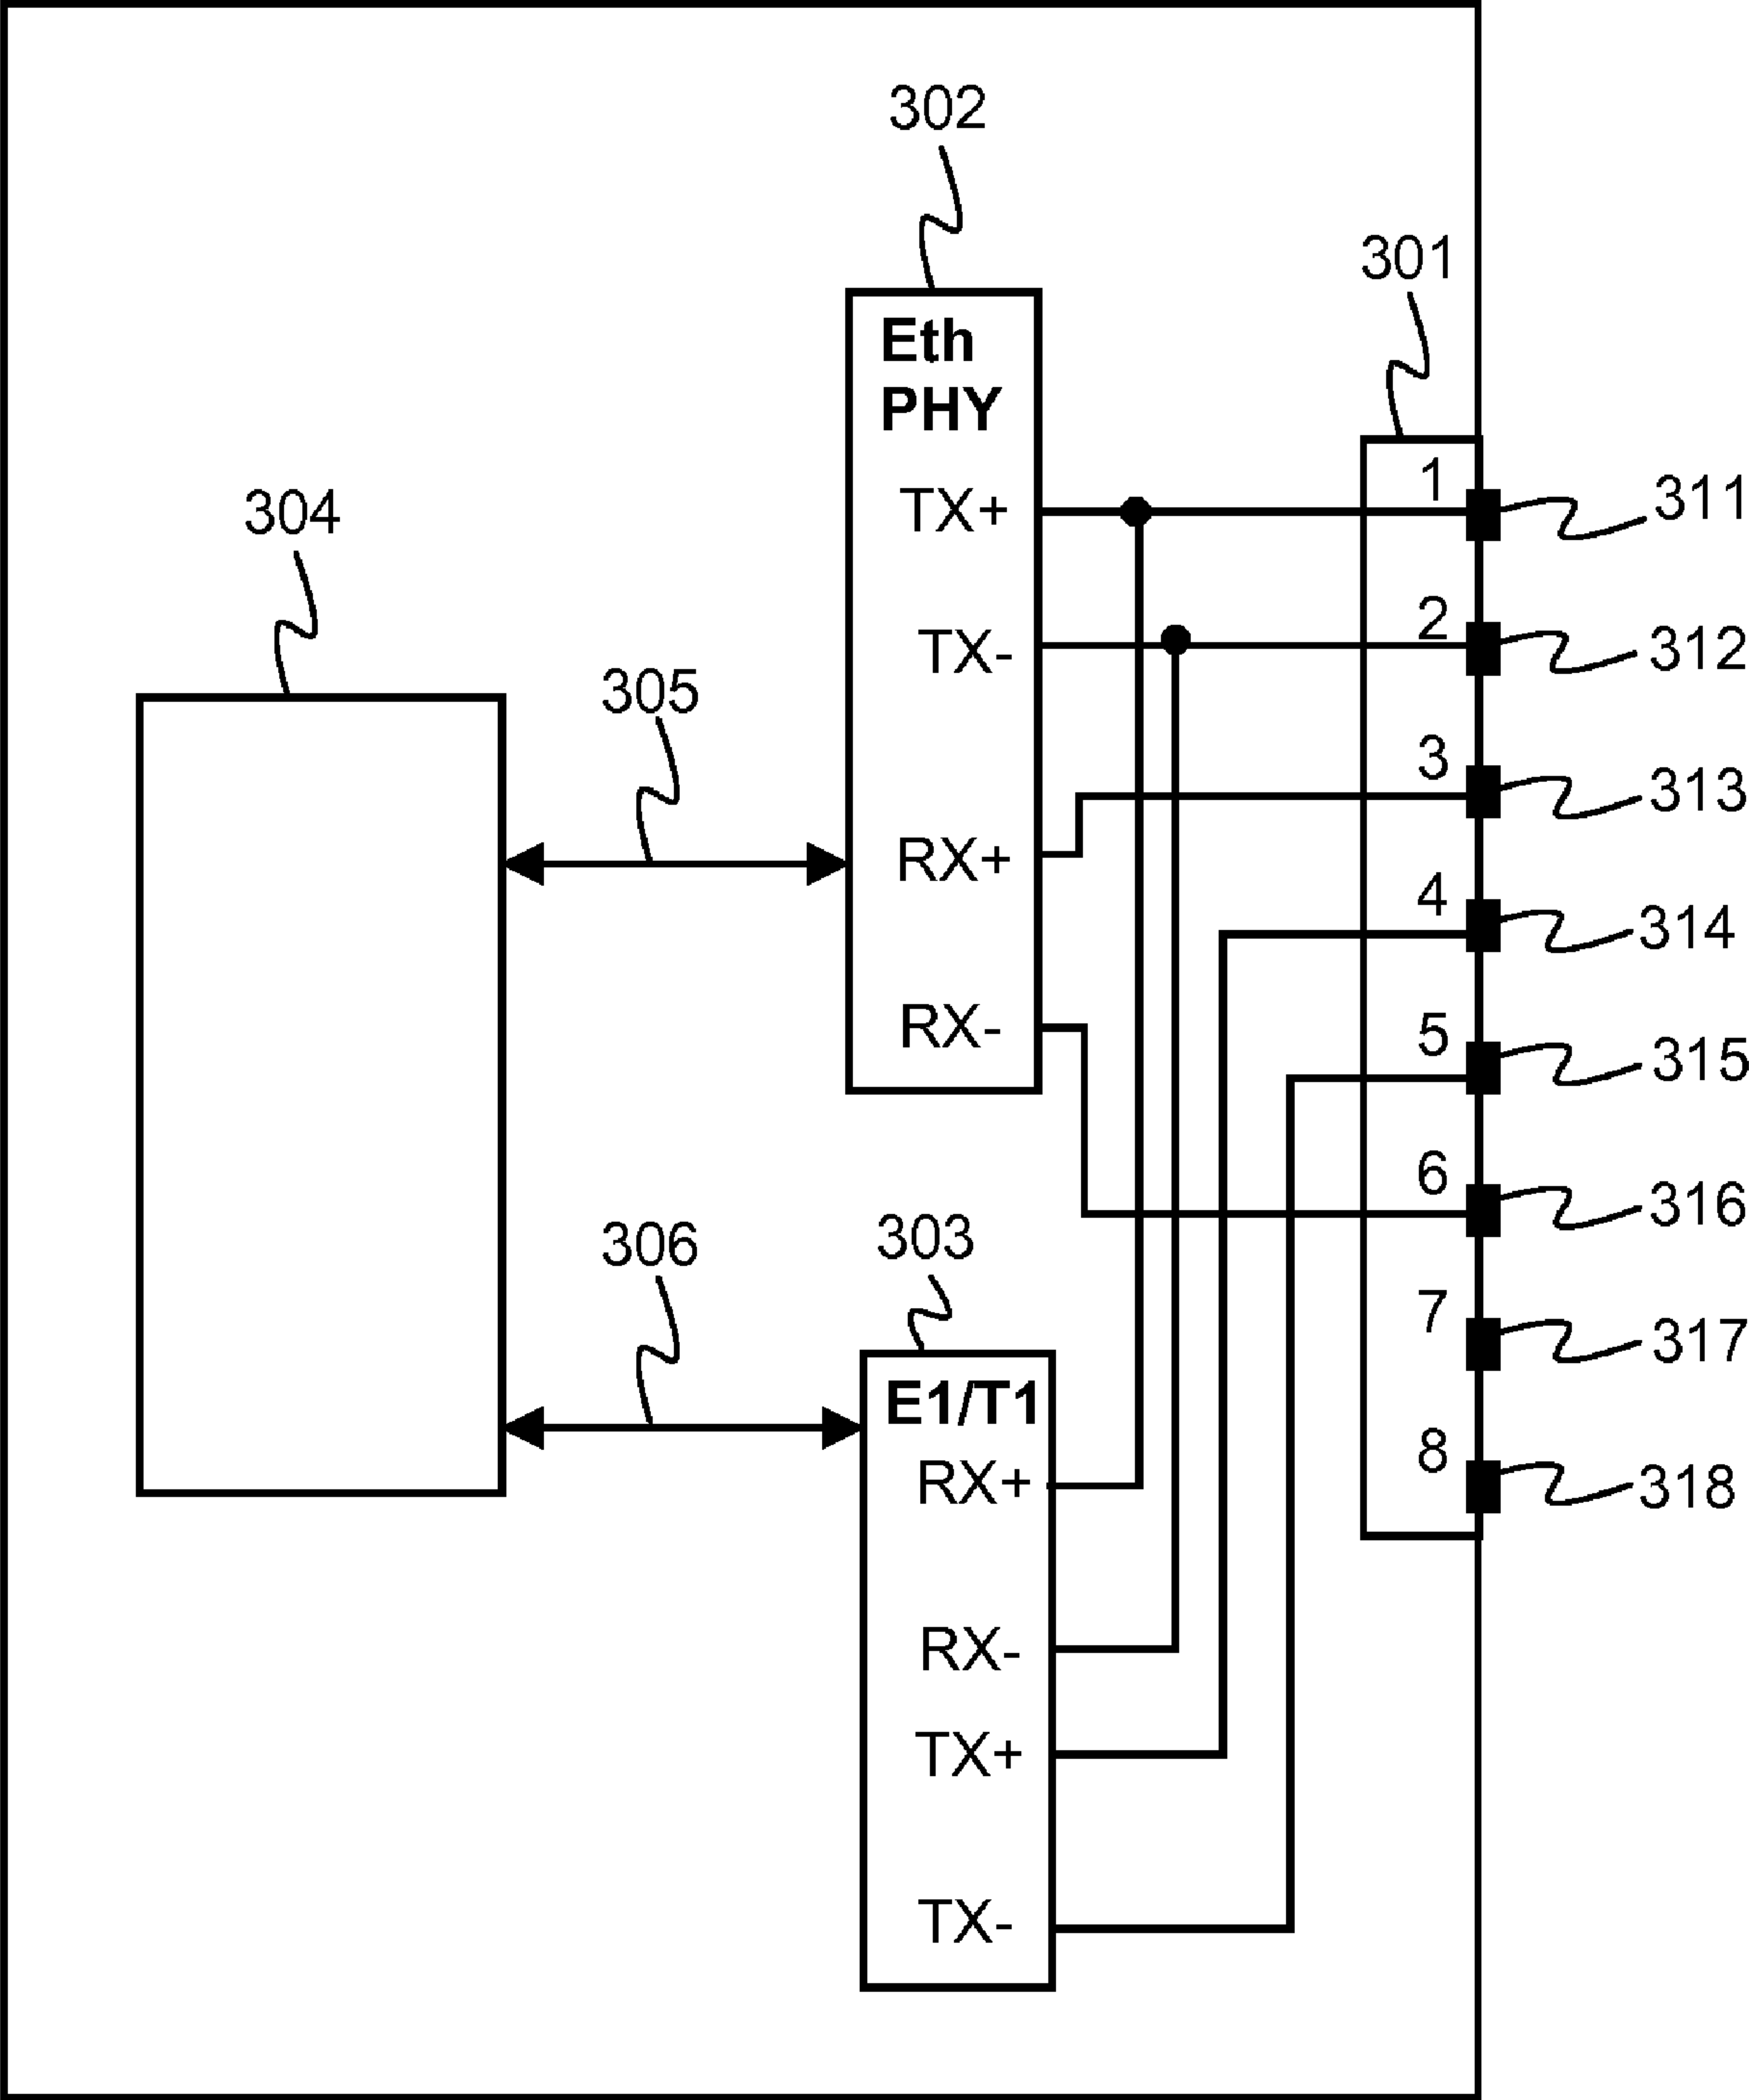 302
301
Eth
PHY
1
TX+
311
304
2
TX-
312
305
3
313
RX+
4
314
RX-
5
315
6
316
306
303
7
317
E1/T1
8
RX+
318
RX-
TX+
TX-